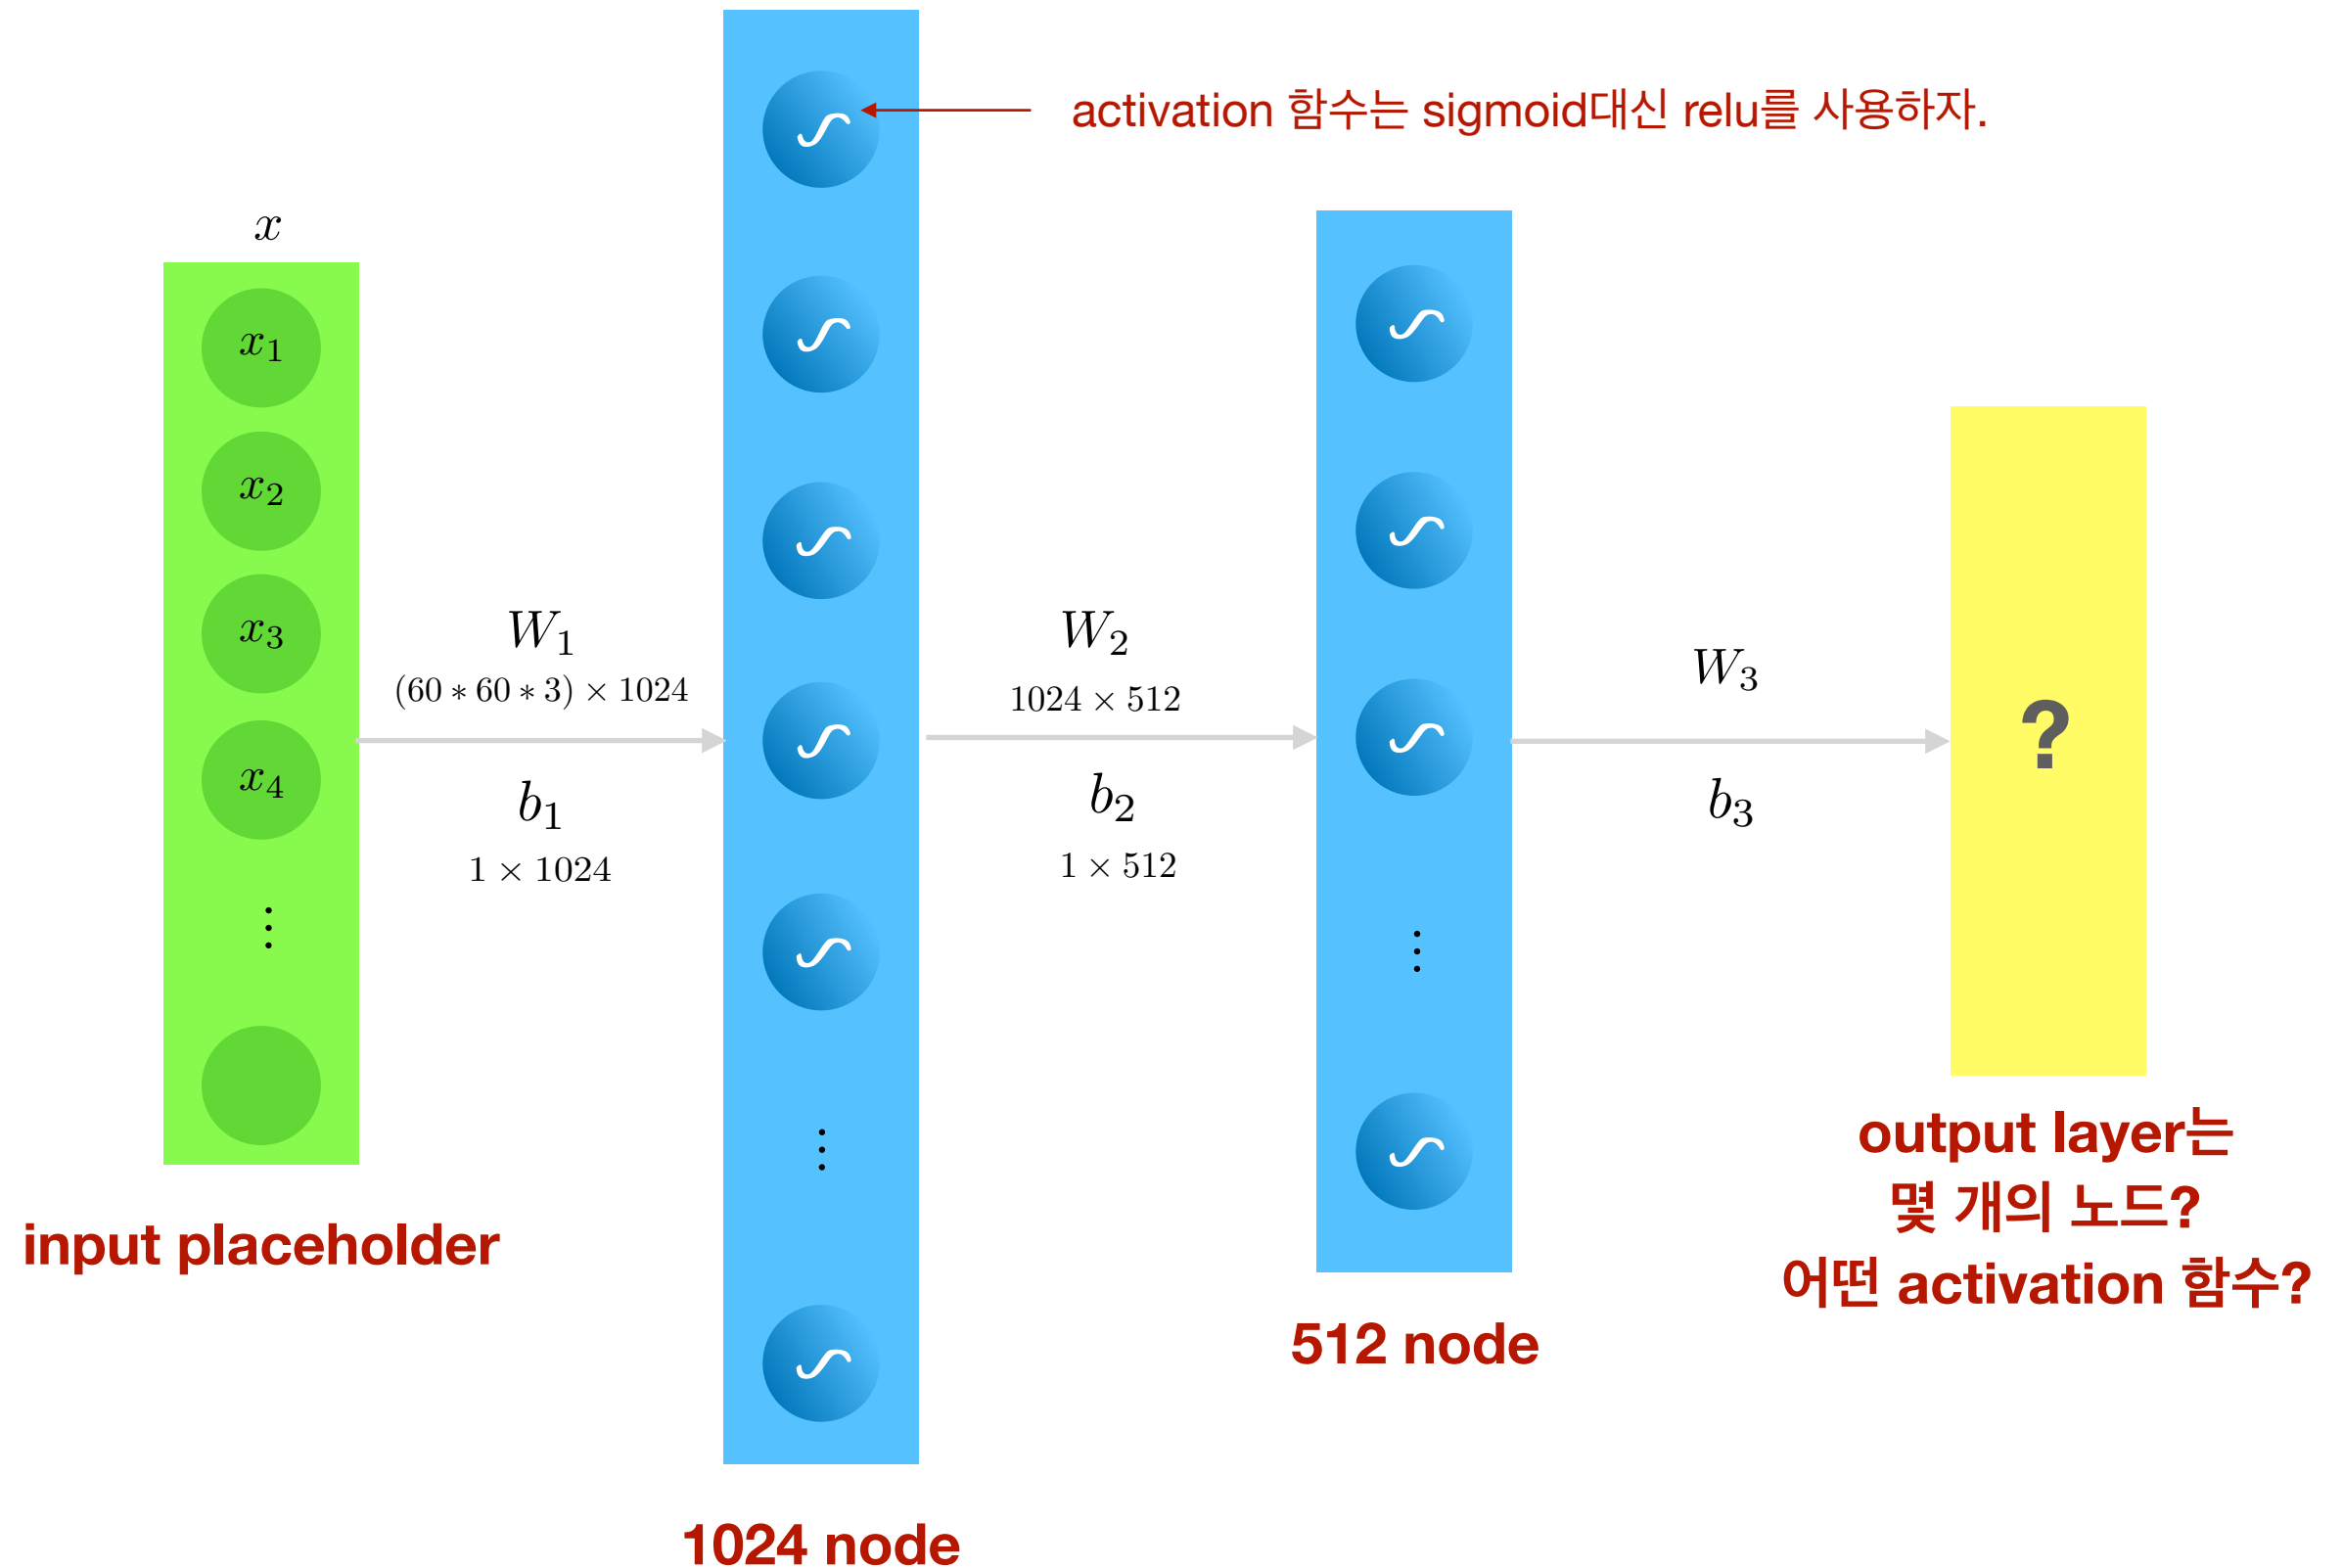 activation 함수는 sigmoid대신 relu를 사용하자.
x
x₁
x₂
x₃
x₄
⋮
input placeholder
W₁
(60 * 60 * 3) × 1024
b₁
1 × 1024
⋮
1024 node
W₂
1024 × 512
b₂
1 × 512
⋮
512 node
W₃
b₃
?
output layer는
몇 개의 노드?
어떤 activation 함수?